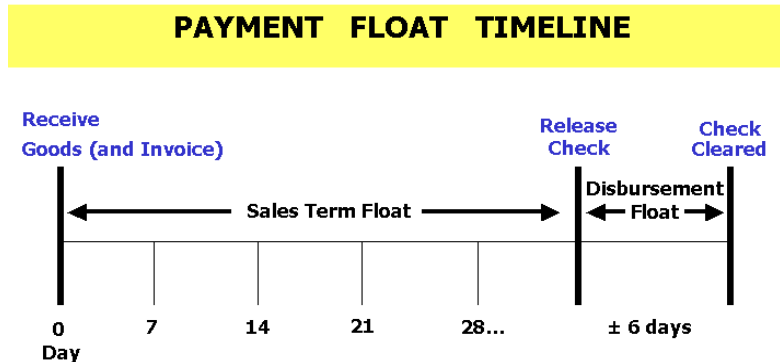 PAYMENT FLOAT TIMELINE
Receive
Goods (and Invoice)
Release
Check
Check
Cleared
Sales Term Float
Disbursement
Float
0
Day
7
14
21
28...
± 6 days